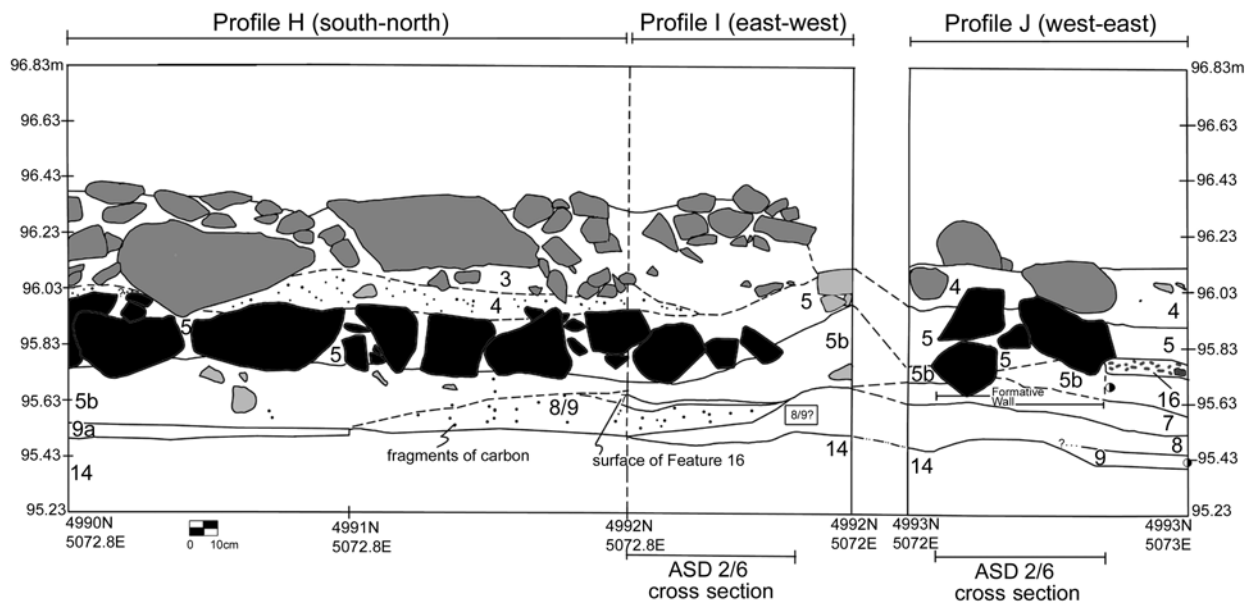 Profile H (south-north)
Profile I (east-west)
Profile J (west-east)
96.83m
96.83m
96.63
96.63
96.43
96.43
96.23
96.23
3
4
4
4
96.03
96.03
5
5
5
5
5
5
95.83
95.83
5b
5b
5b
5b
16
Formative
Wall
95.63
95.63
8/9
8/9?
7
9a
8
fragments of carbon
surface of Feature 16
?
9
95.43
95.43
14
14
14
95.23
95.23
4990N
5072.8E
0 10cm
4991N
5072.8E
4992N
5072.8E
4992N
5072E
4993N
5072E
4993N
5073E
ASD 2/6
cross section
ASD 2/6
cross section